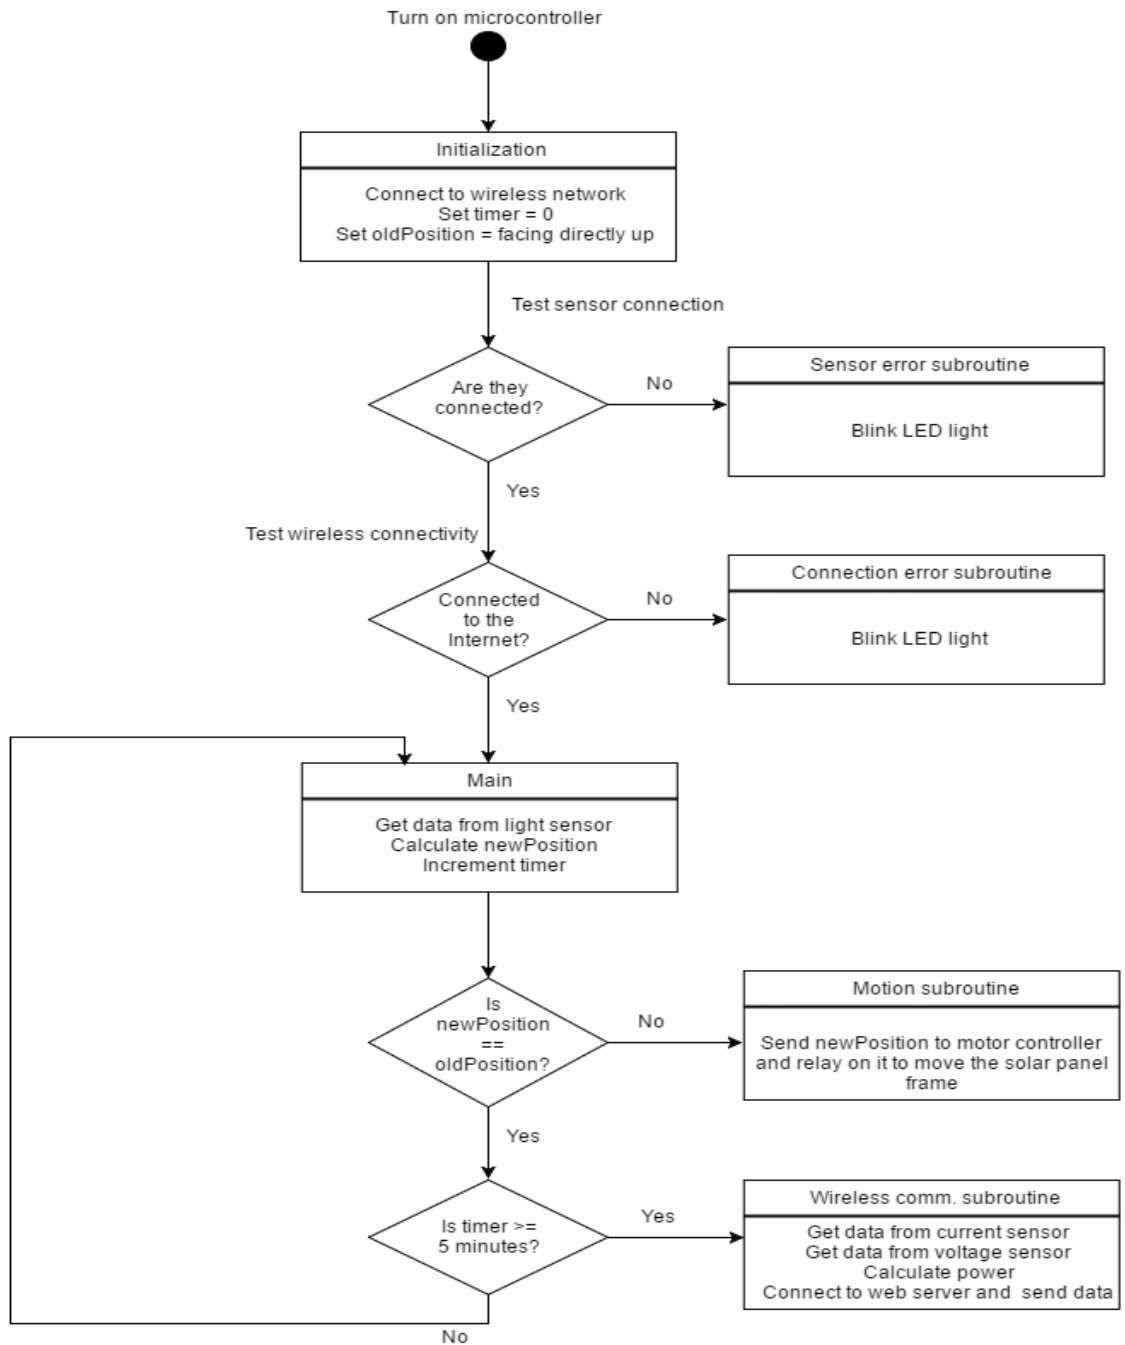 Turn on microcontroller
Initialization
Connect to wireless network
Set timer = 0
Set oldPosition = facing directly up
Test sensor connection
Are they
connected?
No
Sensor error subroutine
Blink LED light
Yes
Test wireless connectivity
Connected
to the
Internet?
No
Connection error subroutine
Blink LED light
Yes
Main
Get data from light sensor
Calculate newPosition
Increment timer
Is
newPosition
==
oldPosition?
No
Motion subroutine
Send newPosition to motor controller
and relay on it to move the solar panel
frame
Yes
Is timer >=
5 minutes?
Yes
Wireless comm. subroutine
Get data from current sensor
Get data from voltage sensor
Calculate power
Connect to web server and send data
No